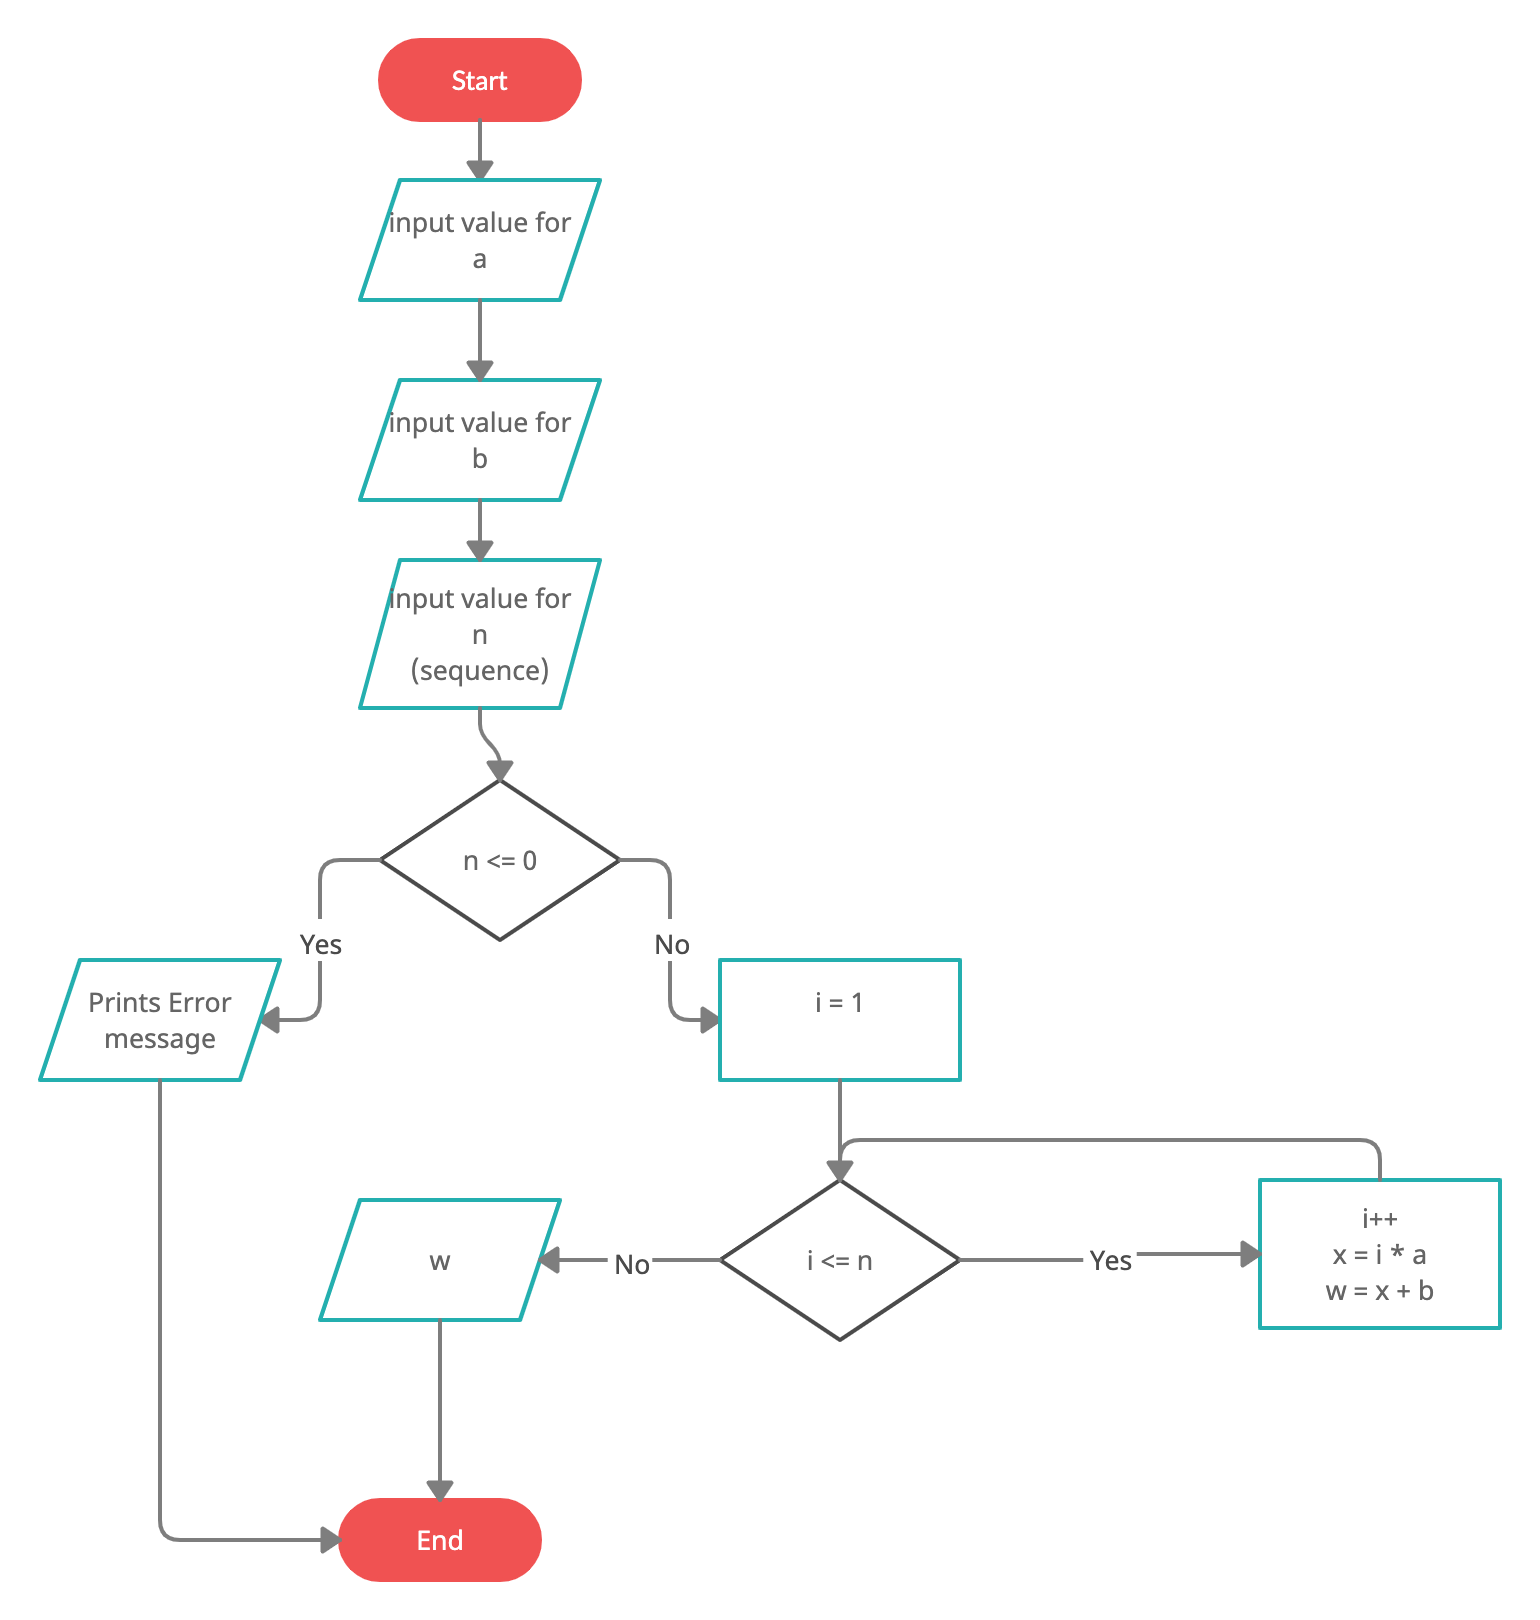 Start
input value for
a
input value for
b
input value for
n
(sequence)
n <= 0
Yes
No
Prints Error
message
i = 1
w
No
i <= n
Yes
i++
x = i * a
w = x + b
End